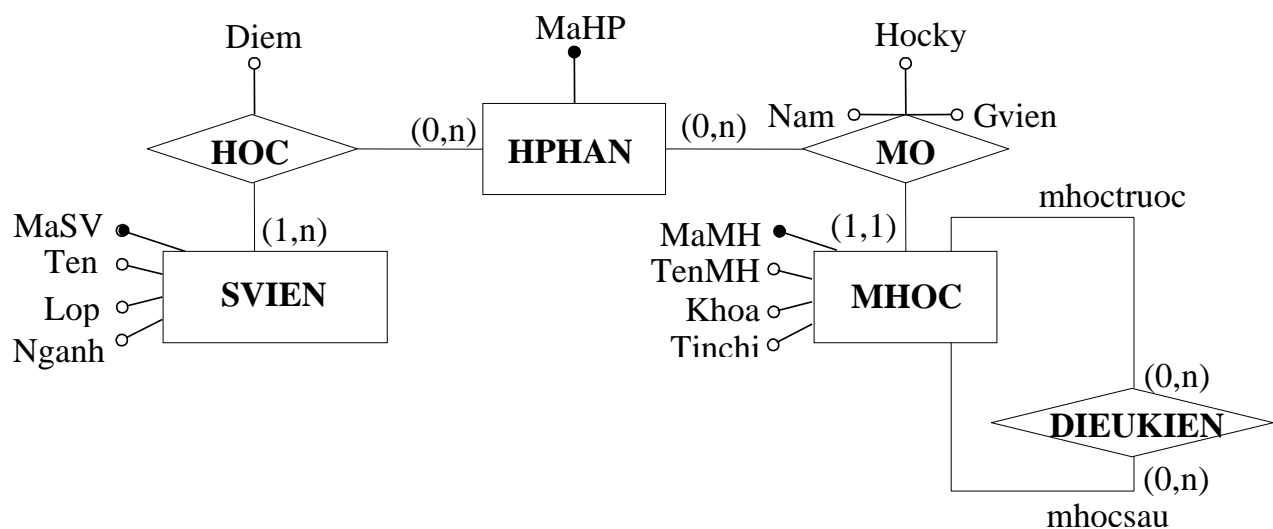 Diem
MaHP
Hocky
Nam
Gvien
(0,n)
(0,n)
HOC
HPHAN
MO
mhoctruoc
MaSV
(1,n)
MaMH
(1,1)
Ten
TenMH
SVIEN
MHOC
Lop
Khoa
Nganh
Tinchi
(0,n)
DIEUKIEN
(0,n)
mhocsau